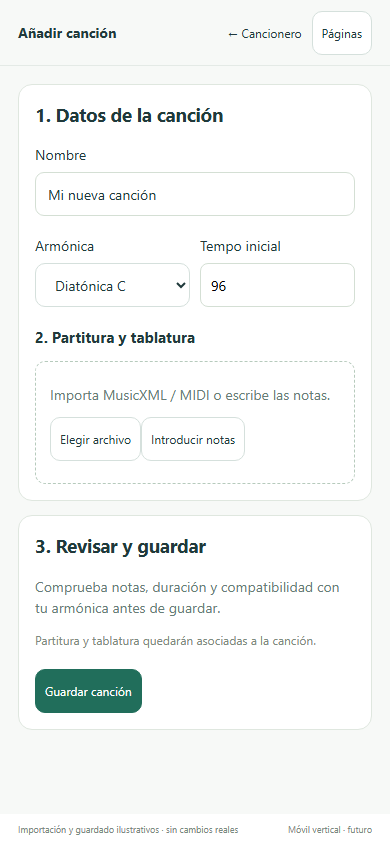 Añadir canción
← Cancionero
Páginas
1. Datos de la canción
Nombre
Mi nueva canción
Armónica
Tempo inicial
Diatónica C
96
2. Partitura y tablatura
Importa MusicXML / MIDI o escribe las notas.
Elegir archivo
Introducir notas
3. Revisar y guardar
Comprueba notas, duración y compatibilidad con
tu armónica antes de guardar.
Partitura y tablatura quedarán asociadas a la canción.
Guardar canción
Importación y guardado ilustrativos · sin cambios reales
Móvil vertical · futuro